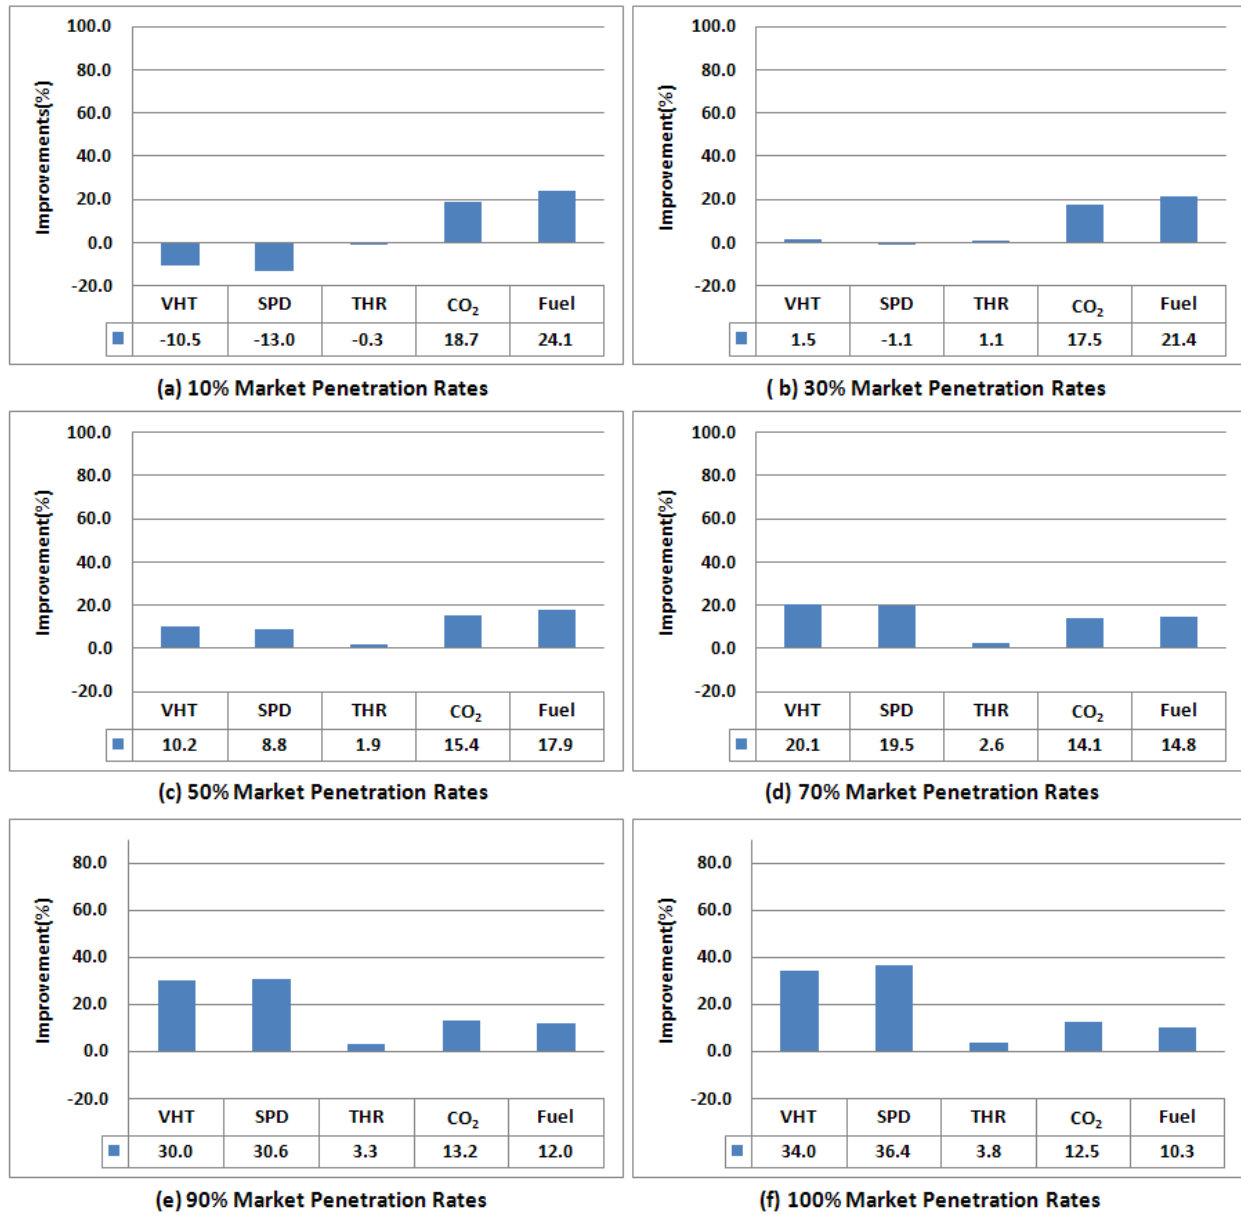 Improvements(%)
100.0
80.0
60.0
40.0
20.0
0.0
-20.0
VHT SPD THR CO₂ Fuel
-10.5 -13.0 -0.3 18.7 24.1
(a) 10% Market Penetration Rates
Improvement(%)
100.0
80.0
60.0
40.0
20.0
0.0
-20.0
VHT SPD THR CO₂ Fuel
1.5 -1.1 1.1 17.5 21.4
( b) 30% Market Penetration Rates
Improvement(%)
100.0
80.0
60.0
40.0
20.0
0.0
-20.0
VHT SPD THR CO₂ Fuel
10.2 8.8 1.9 15.4 17.9
(c) 50% Market Penetration Rates
Improvement(%)
100.0
80.0
60.0
40.0
20.0
0.0
-20.0
VHT SPD THR CO₂ Fuel
20.1 19.5 2.6 14.1 14.8
(d) 70% Market Penetration Rates
Improvement(%)
80.0
60.0
40.0
20.0
0.0
-20.0
VHT SPD THR CO₂ Fuel
30.0 30.6 3.3 13.2 12.0
(e) 90% Market Penetration Rates
Improvement(%)
80.0
60.0
40.0
20.0
0.0
-20.0
VHT SPD THR CO₂ Fuel
34.0 36.4 3.8 12.5 10.3
(f) 100% Market Penetration Rates